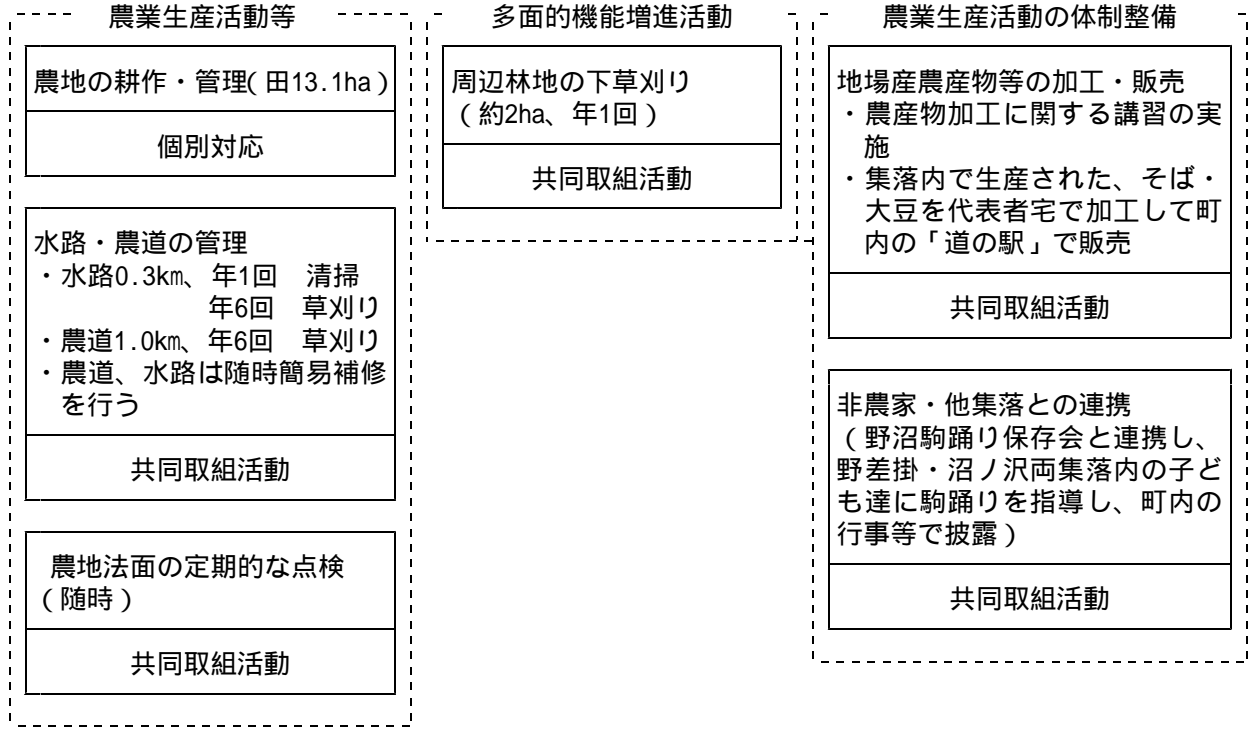 農業生産活動等
農地の耕作・管理(田13.1ha)
個別対応
水路・農道の管理
・水路0.3㎞、年1回　清掃
年6回　草刈り
・農道1.0㎞、年6回　草刈り
・農道、水路は随時簡易補修
を行う
共同取組活動
農地法面の定期的な点検
(随時)
共同取組活動
多面的機能増進活動
周辺林地の下草刈り
(約2ha、年1回)
共同取組活動
農業生産活動の体制整備
地場産農産物等の加工・販売
・農産物加工に関する講習の実
施
・集落内で生産された、そば・
大豆を代表者宅で加工して町
内の「道の駅」で販売
共同取組活動
非農家・他集落との連携
(野沼駒踊り保存会と連携し、
野差掛・沼ノ沢両集落内の子ど
も達に駒踊りを指導し、町内の
行事等で披露)
共同取組活動